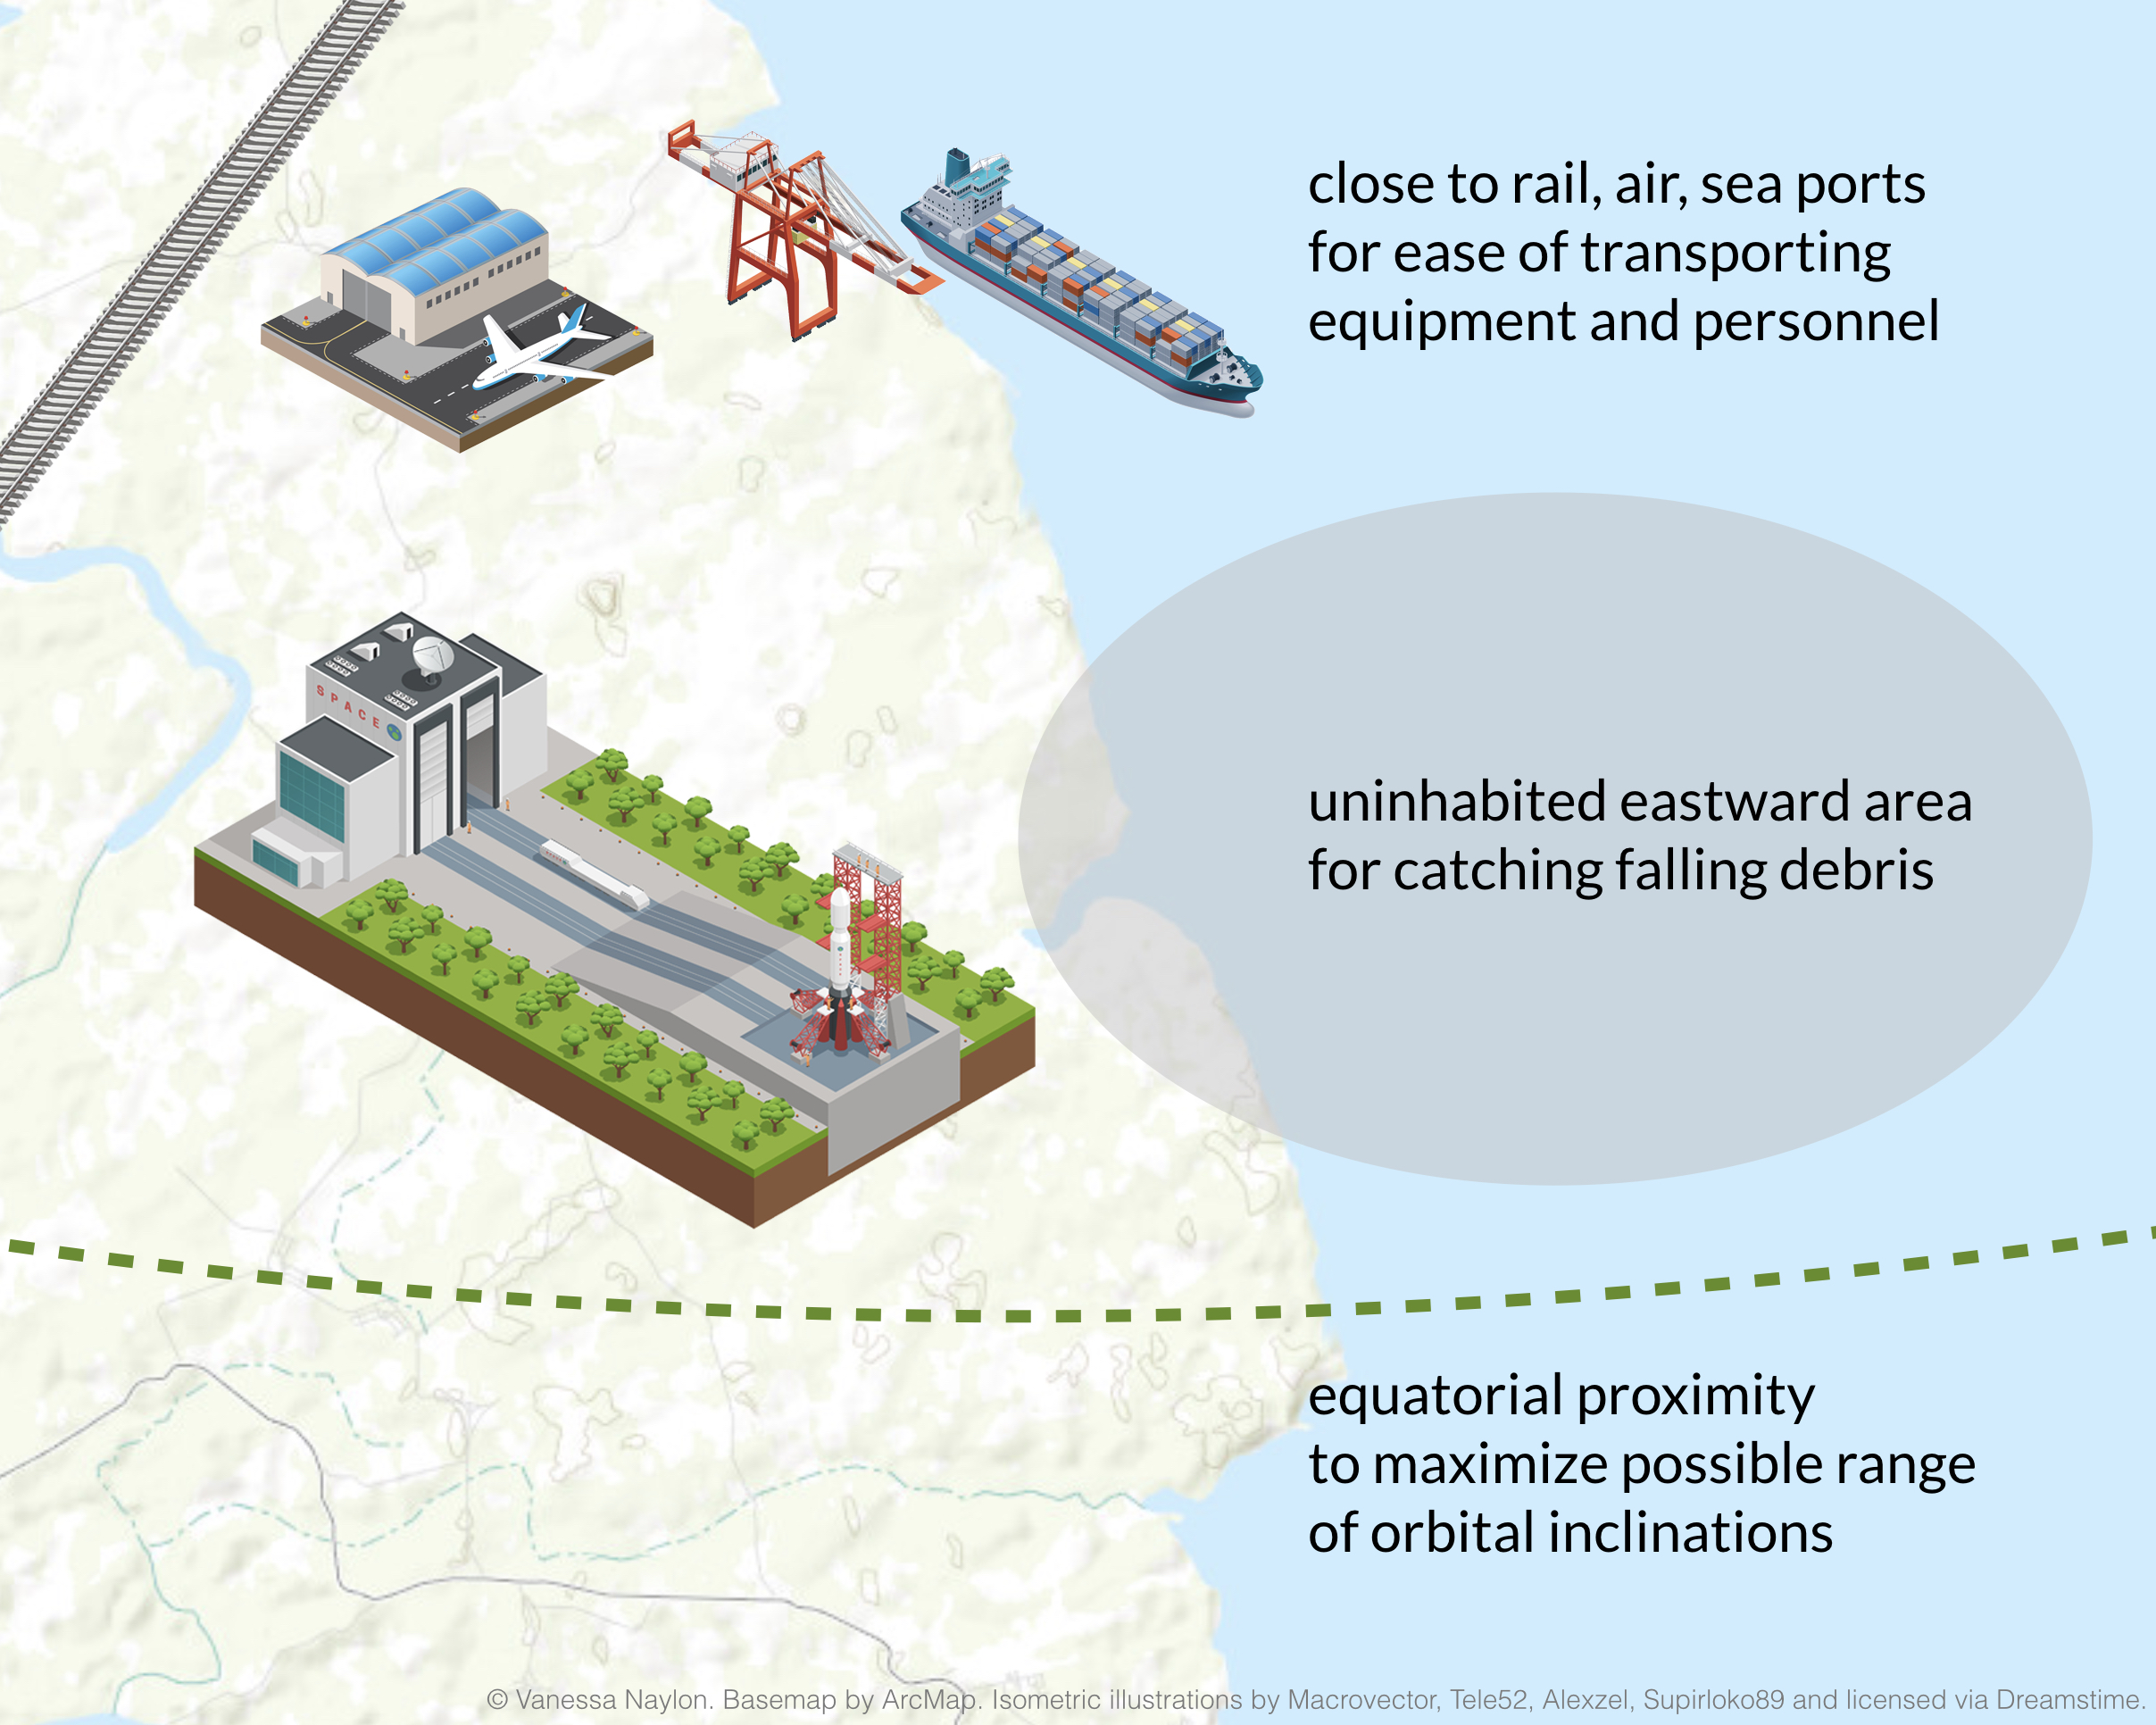 close to rail, air, sea ports
for ease of transporting
equipment and personnel
SPACE
uninhabited eastward area
for catching falling debris
equatorial proximity
to maximize possible range
of orbital inclinations
© Vanessa Naylon. Basemap by ArcMap. Isometric illustrations by Macrovector, Tele52, Alexzel, Supirloko89 and licensed via Dreamstime.